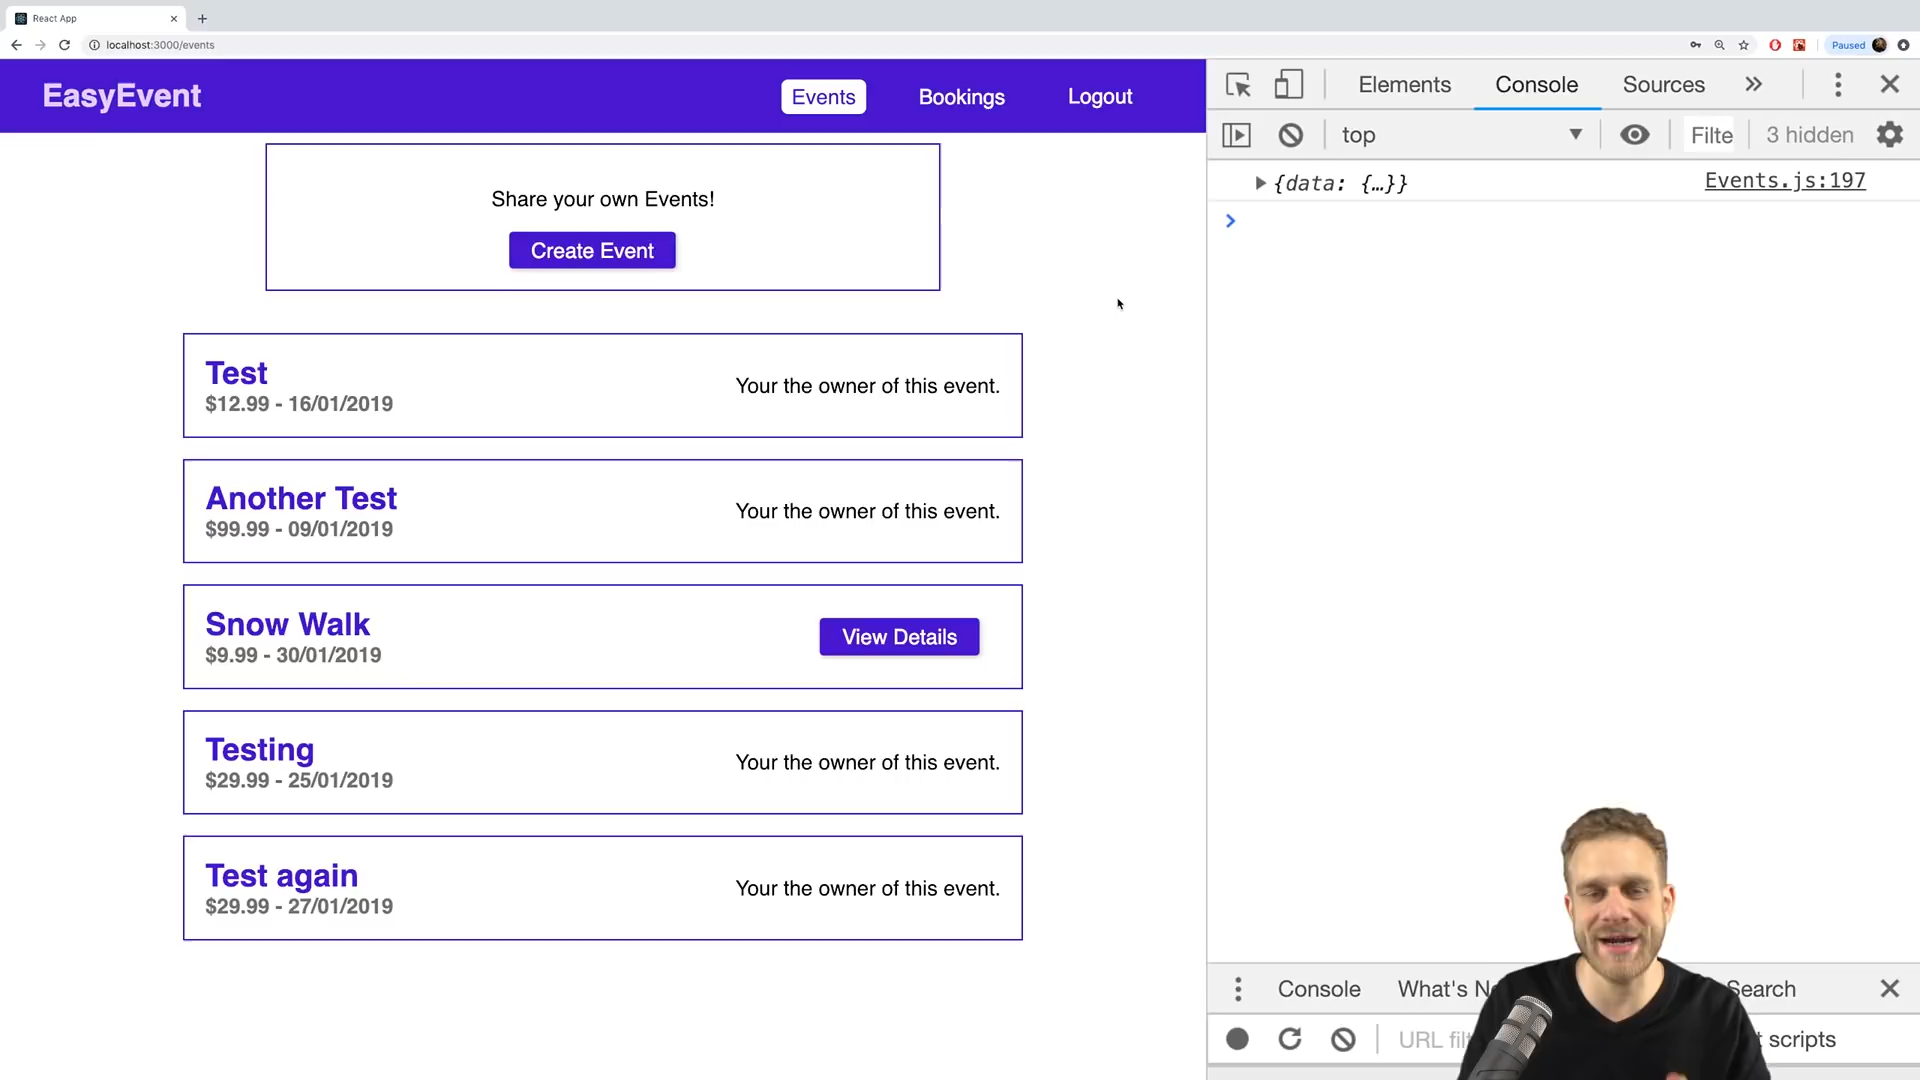 React App
localhost:3000/events
Paused
EasyEvent
Events
Bookings
Logout
Share your own Events!
Create Event
Test
$12.99 - 16/01/2019
Your the owner of this event.
Another Test
$99.99 - 09/01/2019
Your the owner of this event.
Snow Walk
$9.99 - 30/01/2019
View Details
Testing
$29.99 - 25/01/2019
Your the owner of this event.
Test again
$29.99 - 27/01/2019
Your the owner of this event.
Elements
Console
Sources
top
Filte
3 hidden
{data: {…}}
Events.js:197
Console
What's Ne
Search
URL filt
t scripts